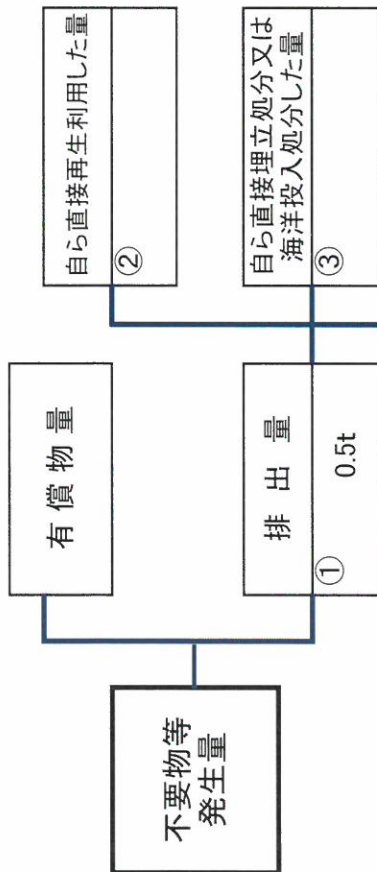 不要物等
発生量
有償物量
排出量
①
0.5t
自ら直接再生利用した量
②
自ら直接埋立処分又は
海洋投入処分した量
③